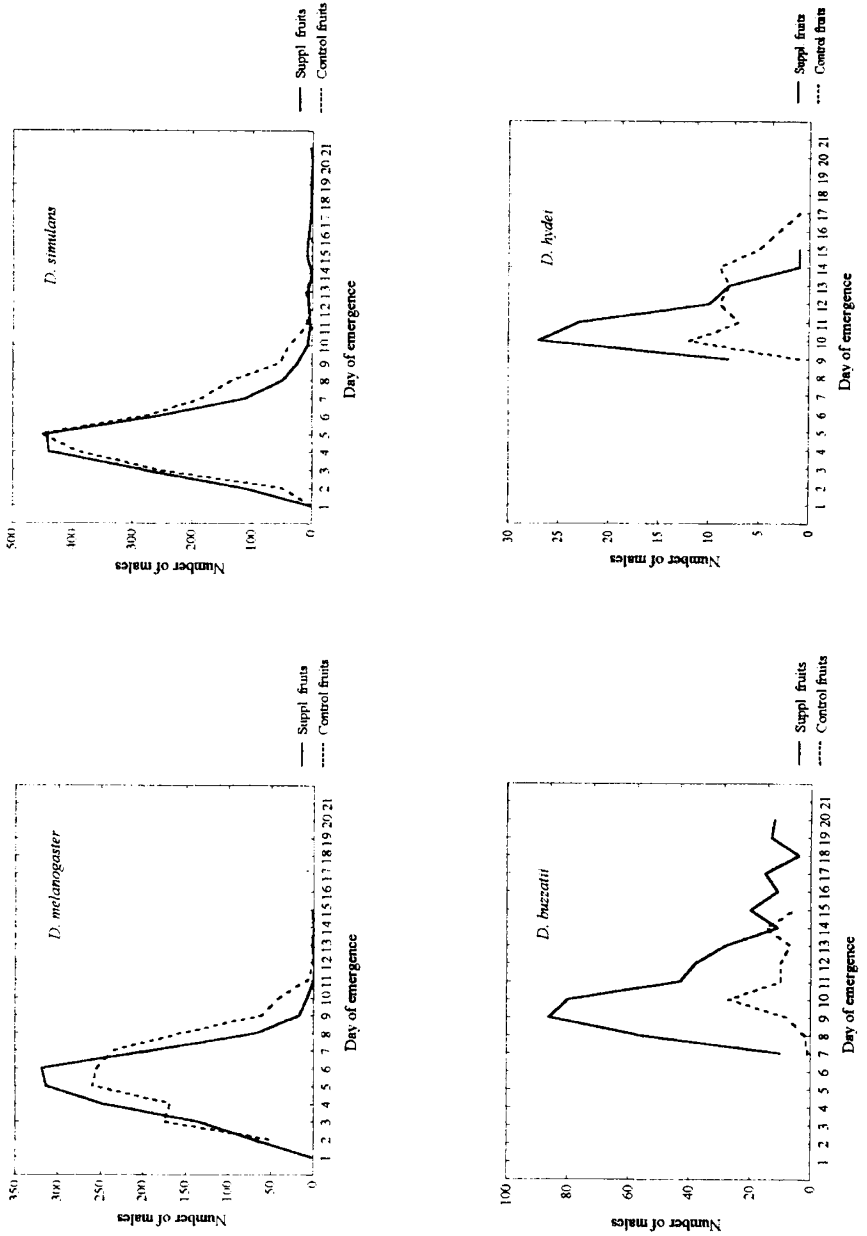 D. melanogaster
350
300
250
200
150
100
50
0
Number of males
1 2 3 4 5 6 7 8 9 10 11 12 13 14 15 16 17 18 19 20 21
Day of emergence
Suppl fruits
Control fruits
D. simulans
500
400
300
200
100
0
Number of males
1 2 3 4 5 6 7 8 9 10 11 12 13 14 15 16 17 18 19 20 21
Day of emergence
Suppl fruits
Control fruits
D. buzzatii
100
80
60
40
20
0
Number of males
1 2 3 4 5 6 7 8 9 10 11 12 13 14 15 16 17 18 19 20 21
Day of emergence
Suppl fruits
Control fruits
D. hydei
30
25
20
15
10
5
0
Number of males
1 2 3 4 5 6 7 8 9 10 11 12 13 14 15 16 17 18 19 20 21
Day of emergence
Suppl fruits
Control fruits